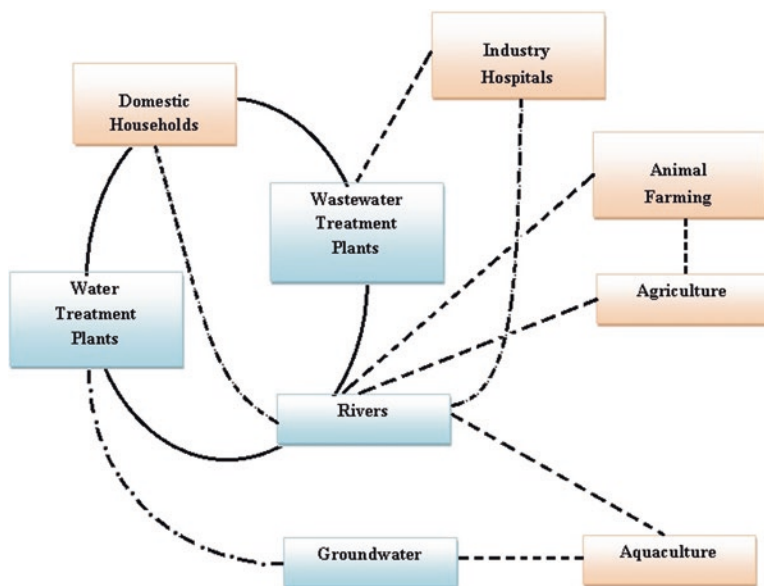 Industry
Hospitals
Domestic
Households
Animal
Farming
Wastewater
Treatment
Plants
Water
Treatment
Plants
Agriculture
Rivers
Groundwater
Aquaculture